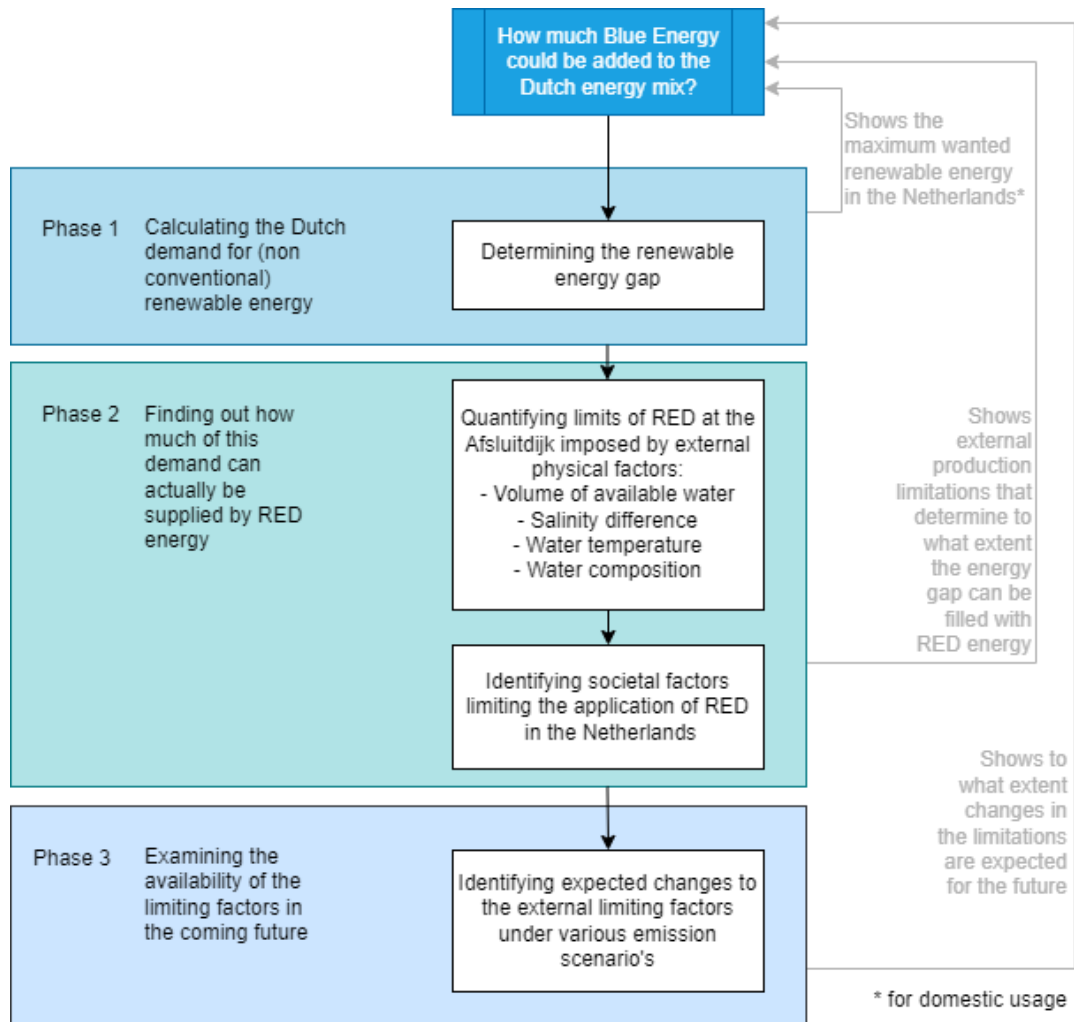 How much Blue Energy
could be added to the
Dutch energy mix?
Shows the
maximum wanted
renewable energy
in the Netherlands*
Phase 1
Calculating the Dutch
demand for (non
conventional)
renewable energy
Determining the renewable
energy gap
Phase 2
Finding out how
much of this
demand can
actually be
supplied by RED
energy
Quantifying limits of RED at the
Afsluitdijk imposed by external
physical factors:
- Volume of available water
- Salinity difference
- Water temperature
- Water composition
Identifying societal factors
limiting the application of RED
in the Netherlands
Shows
external
production
limitations that
determine to
what extent
the energy
gap can be
filled with
RED energy
Phase 3
Examining the
availability of the
limiting factors in
the coming future
Identifying expected changes to
the external limiting factors
under various emission
scenario's
Shows to
what extent
changes in
the limitations
are expected
for the future
* for domestic usage